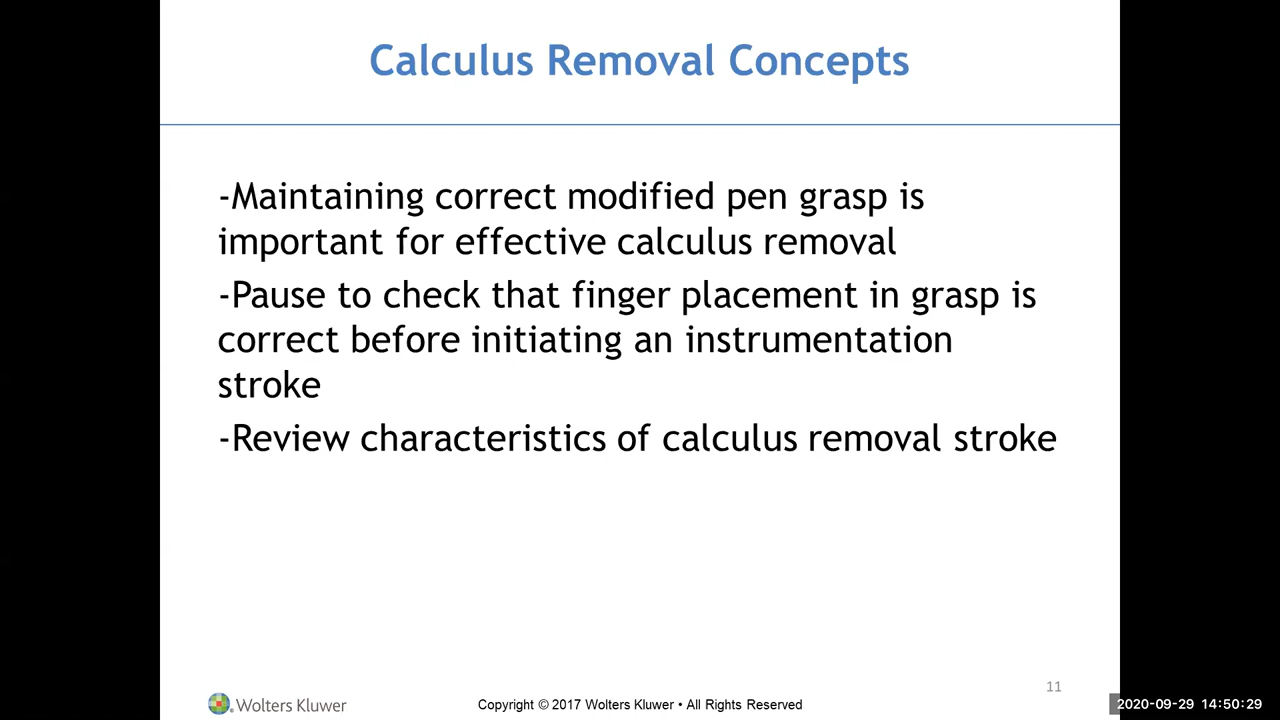 Calculus Removal Concepts
-Maintaining correct modified pen grasp is
important for effective calculus removal
-Pause to check that finger placement in grasp is
correct before initiating an instrumentation
stroke
-Review characteristics of calculus removal stroke
11
Wolters Kluwer
Copyright © 2017 Wolters Kluwer • All Rights Reserved
2020-09-29 14:50:29